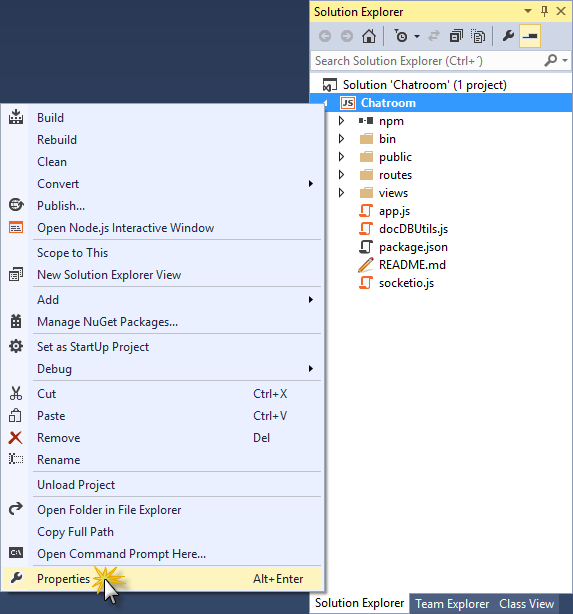 Solution Explorer
Search Solution Explorer (Ctrl+´)
Solution 'Chatroom' (1 project)
JS Chatroom
npm
bin
public
routes
views
app.js
docDBUtils.js
package.json
README.md
socketio.js
Build
Rebuild
Clean
Convert
Publish...
Open Node.js Interactive Window
Scope to This
New Solution Explorer View
Add
Manage NuGet Packages...
Set as StartUp Project
Debug
Cut Ctrl+X
Paste Ctrl+V
Remove Del
Rename
Unload Project
Open Folder in File Explorer
Copy Full Path
C:\ Open Command Prompt Here...
Properties Alt+Enter
Solution Explorer Team Explorer Class View